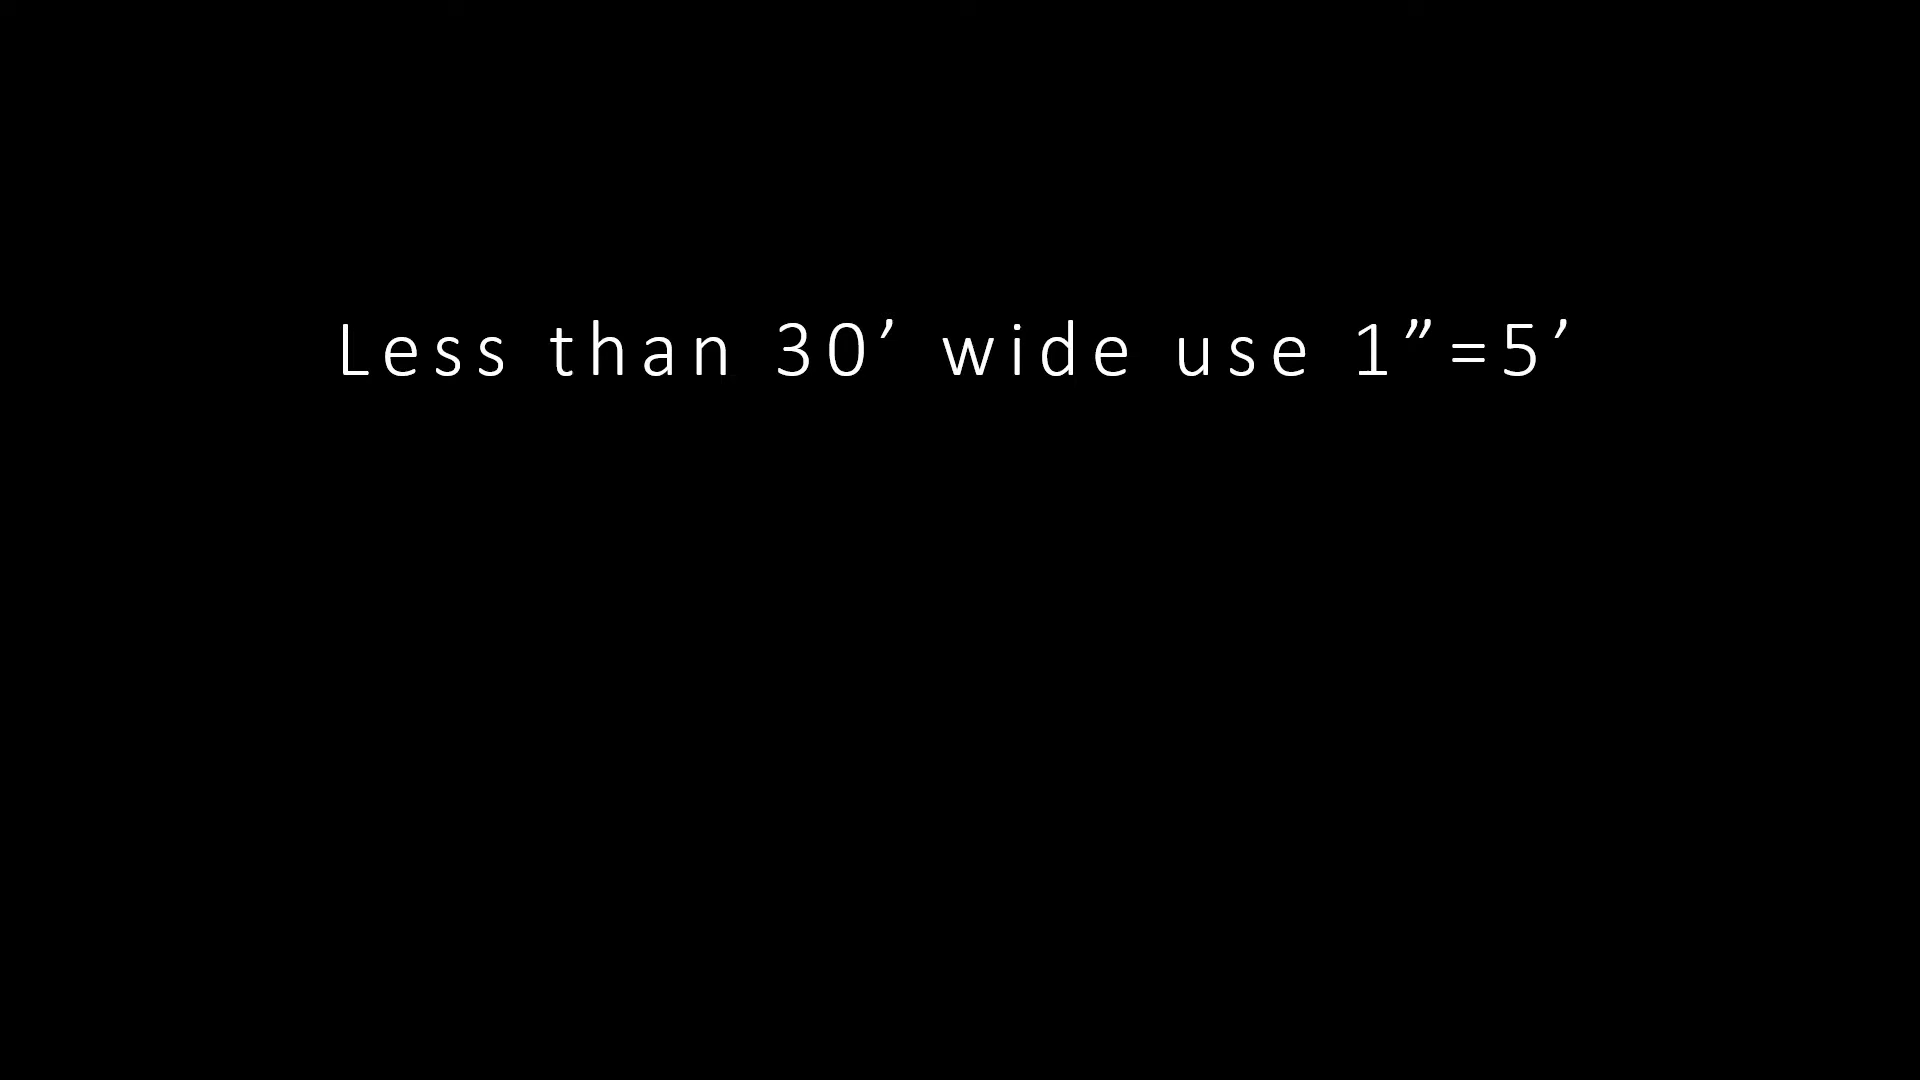 Less than 30’ wide use 1”=5’